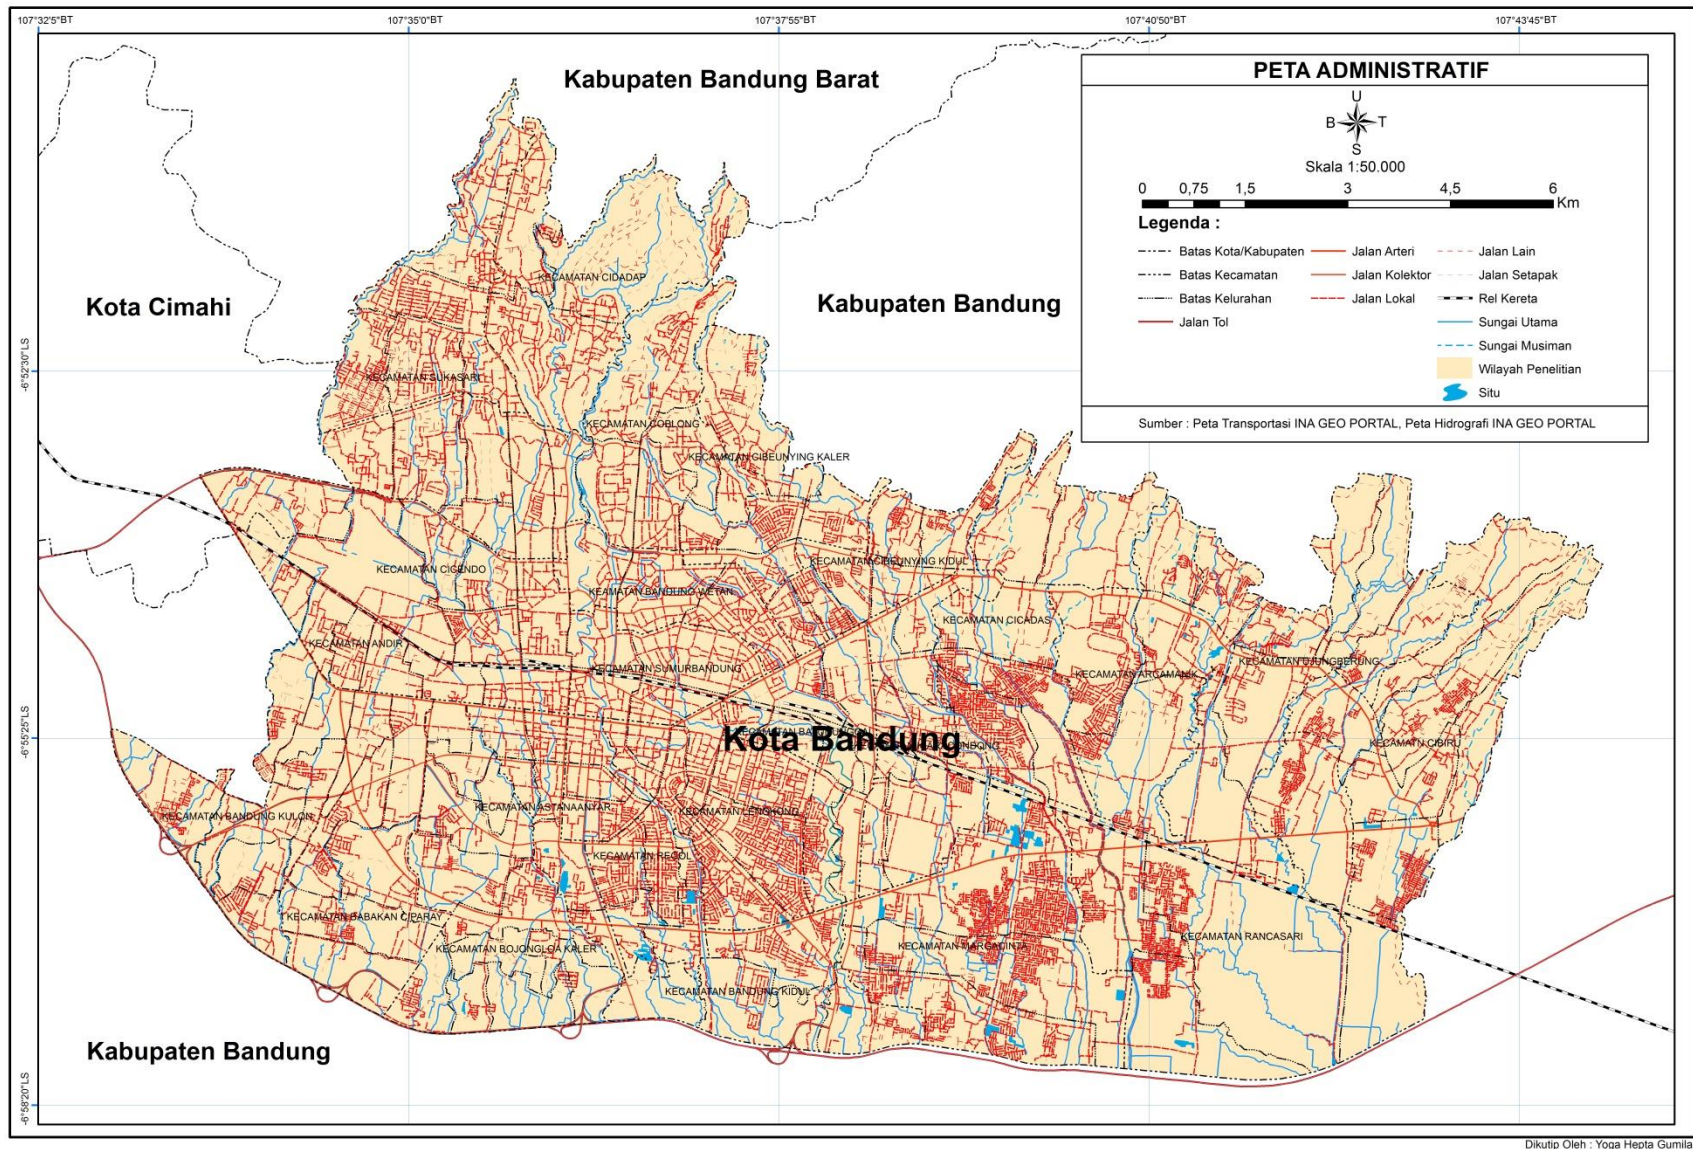 107°32'5"BT
107°35'0"BT
107°37'55"BT
107°40'50"BT
107°43'45"BT
Kabupaten Bandung Barat
PETA ADMINISTRATIF
U
B
T
S
Skala 1:50.000
0 0,75 1,5 3 4,5 6
Km
Legenda :
Batas Kota/Kabupaten
Jalan Arteri
Jalan Lain
Batas Kecamatan
Jalan Kolektor
Jalan Setapak
Batas Kelurahan
Jalan Lokal
Rel Kereta
Jalan Tol
Sungai Utama
Sungai Musiman
Wilayah Penelitian
Situ
Sumber : Peta Transportasi INA GEO PORTAL, Peta Hidrografi INA GEO PORTAL
KECAMATAN CIDADAP
Kota Cimahi
Kabupaten Bandung
-6°52'30"LS
KECAMATAN SUKASARI
KECAMATAN COBLONG
KECAMATAN CIBEUNYING KALER
KECAMATAN CICENDO
KECAMATAN CIBEUNYING KIDUL
KECAMATAN BANDUNG WETAN
KECAMATAN CICADAS
KECAMATAN ANDIR
KECAMATAN SUMURBANDUNG
KECAMATAN ARCAMANIK
KECAMATAN UJUNGBERUNG
-6°55'25"LS
Kota Bandung
KECAMATN CIBIRU
KECAMATAN BANDUNG KULON
KECAMATAN ASTANAANYAR
KECAMATAN LENGKONG
KECAMATAN REGOL
KECAMATAN BABAKAN CIPARAY
KECAMATAN BOJONGLOA KALER
KECAMATAN MARGACINTA
KECAMATAN RANCASARI
KECAMATAN BANDUNG KIDUL
Kabupaten Bandung
-6°58'20"LS
Dikutip Oleh : Yoga Hepta Gumilar